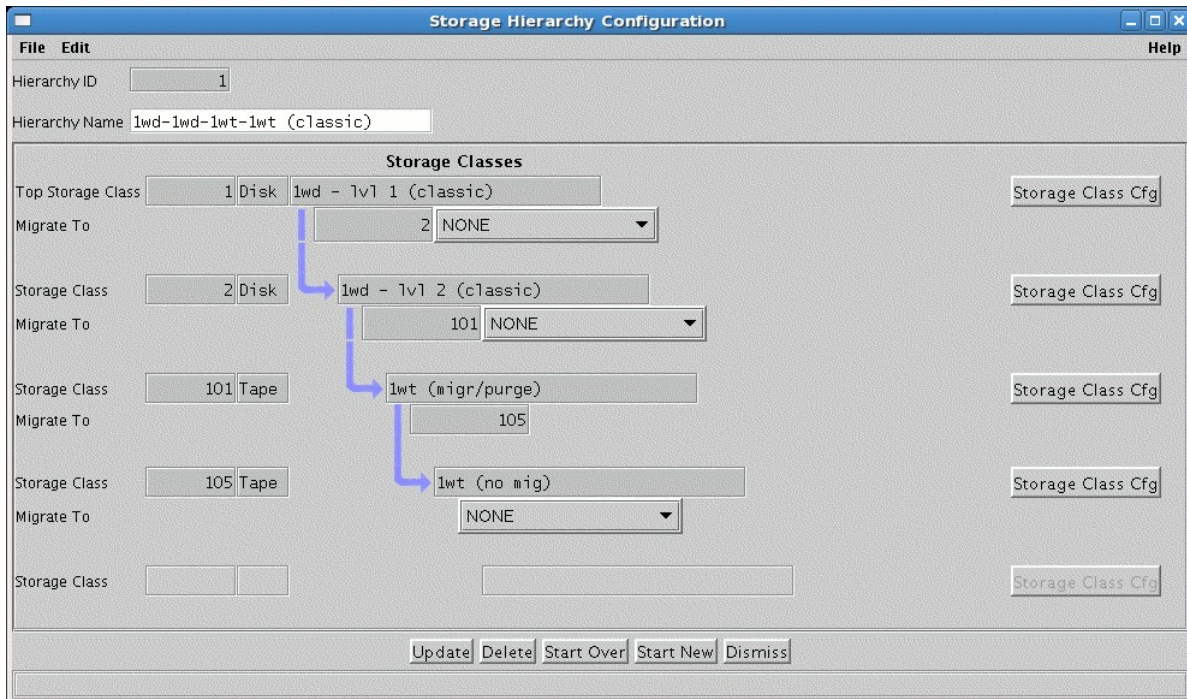 Storage Hierarchy Configuration
File Edit Help
Hierarchy ID 1
Hierarchy Name 1wd-1wd-1wt-1wt (classic)
Storage Classes
Top Storage Class 1 Disk 1wd - lvl 1 (classic) Storage Class Cfg
Migrate To 2 NONE
Storage Class 2 Disk 1wd - lvl 2 (classic) Storage Class Cfg
Migrate To 101 NONE
Storage Class 101 Tape 1wt (migr/purge) Storage Class Cfg
Migrate To 105
Storage Class 105 Tape 1wt (no mig) Storage Class Cfg
Migrate To NONE
Storage Class Storage Class Cfg
Update Delete Start Over Start New Dismiss